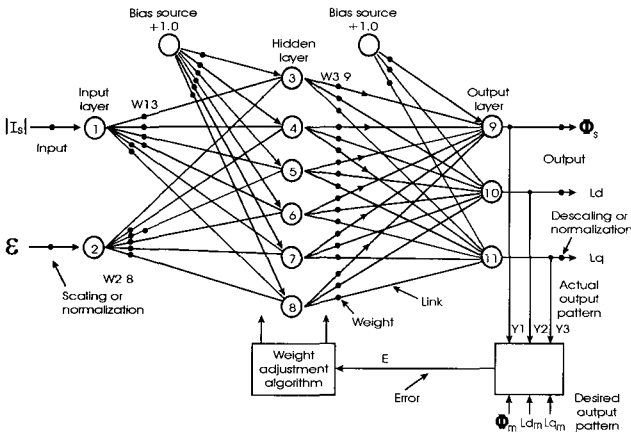 Bias source
+1.0
Bias source
+1.0
Hidden
layer
Input
layer
Output
layer
W13
W3 9
3
|Is|
Input
1
4
9
Φs
Output
5
10
Ld
6
Descaling or
normalization
ε
2
7
11
Lq
W2 8
Scaling or
normalization
8
Weight
Link
Actual
output
pattern
Y1
Y2
Y3
Weight
adjustment
algorithm
E
Error
Φm
Ldm
Lqm
Desired
output
pattern